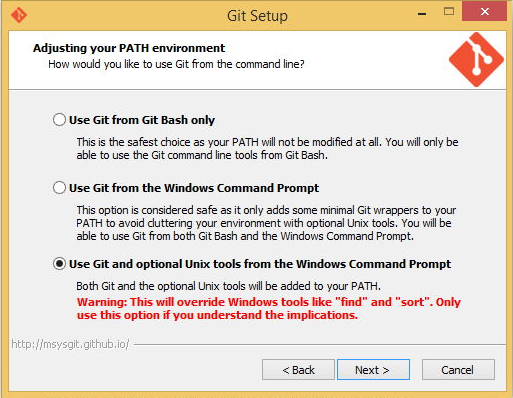 Git Setup
Adjusting your PATH environment
How would you like to use Git from the command line?
Use Git from Git Bash only
This is the safest choice as your PATH will not be modified at all. You will only be
able to use the Git command line tools from Git Bash.
Use Git from the Windows Command Prompt
This option is considered safe as it only adds some minimal Git wrappers to your
PATH to avoid cluttering your environment with optional Unix tools. You will be
able to use Git from both Git Bash and the Windows Command Prompt.
Use Git and optional Unix tools from the Windows Command Prompt
Both Git and the optional Unix tools will be added to your PATH.
Warning: This will override Windows tools like "find" and "sort". Only
use this option if you understand the implications.
http://msysgit.github.io/
< Back
Next >
Cancel